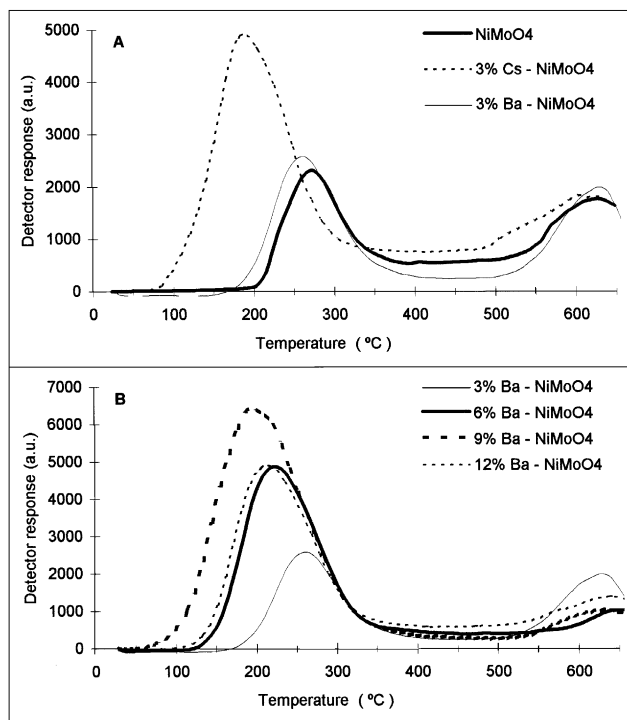 A
NiMoO4
3% Cs - NiMoO4
3% Ba - NiMoO4
Detector response (a.u.)
5000
4000
3000
2000
1000
0
0 100 200 300 400 500 600
Temperature ( ºC)
B
3% Ba - NiMoO4
6% Ba - NiMoO4
9% Ba - NiMoO4
12% Ba - NiMoO4
Detector response (a.u.)
7000
6000
5000
4000
3000
2000
1000
0
0 100 200 300 400 500 600
Temperature ( ºC)